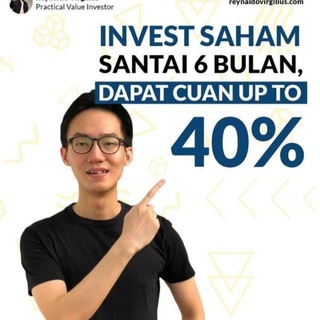 Practical Value Investor
reynaldovirgilius.com
INVEST SAHAM
SANTAI 6 BULAN,
DAPAT CUAN UP TO
40%